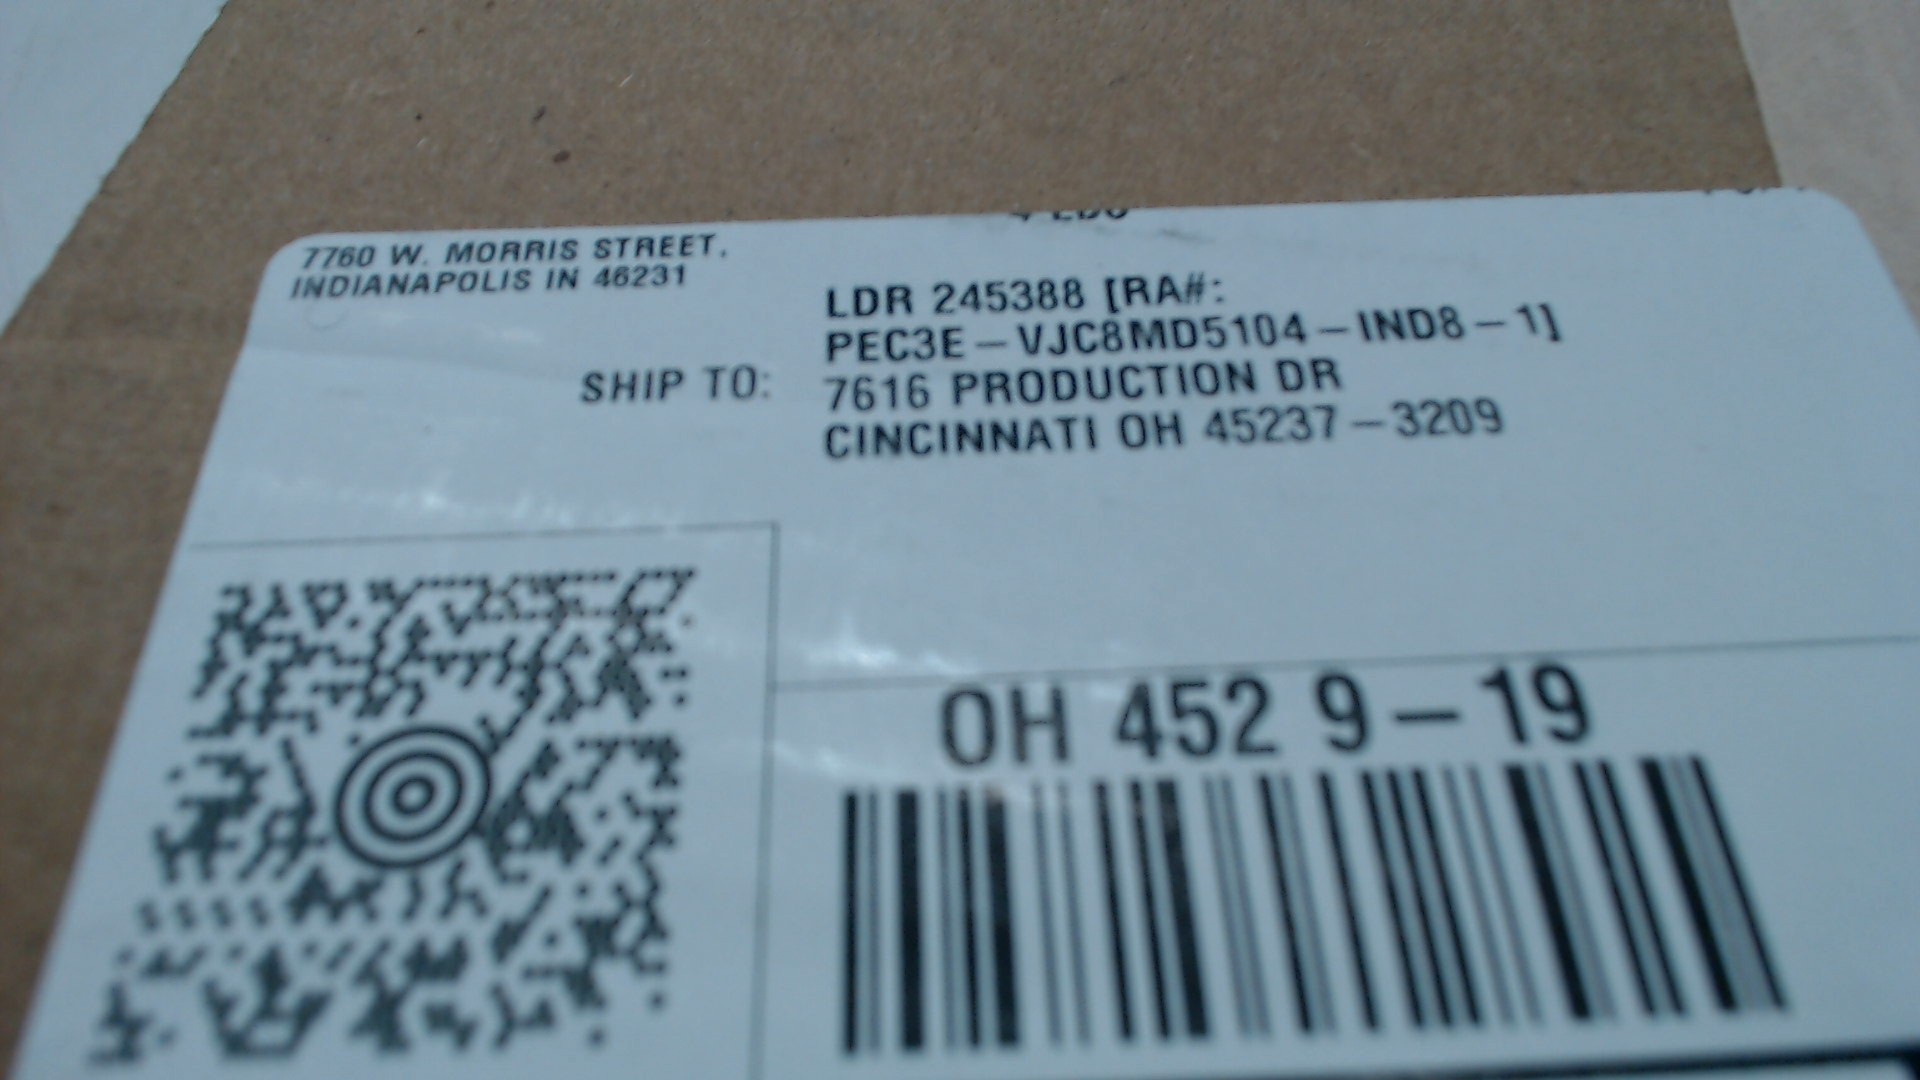 7760 W. MORRIS STREET.
INDIANAPOLIS IN 46231
LDR 245388 [RA#:
PEC3E-VJC8MD5104-IND8-1]
SHIP TO: 7616 PRODUCTION DR
CINCINNATI OH 45237-3209
OH 452 9-19